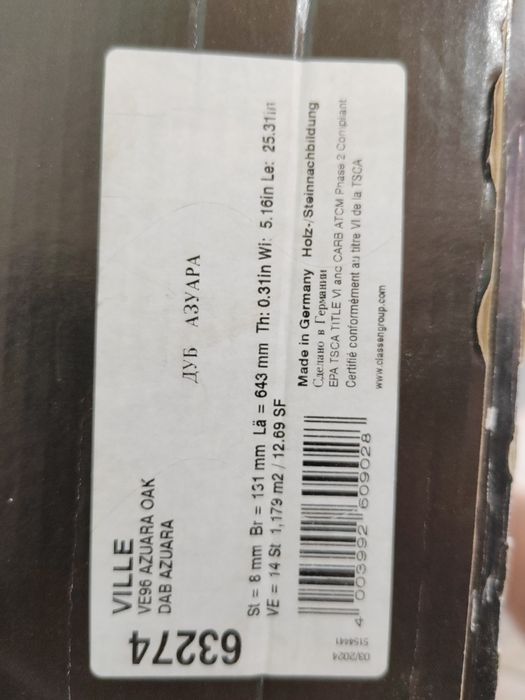 63274
VILLE
VE96 AZUARA OAK
DAB AZUARA
ДУБ АЗУАРА
St = 8 mm Br = 131 mm Lä = 643 mm Th: 0.31in Wi: 5.16in Le: 25.31in
VE = 14 St 1,179 m2 / 12.69 SF
Made in Germany Holz-/Steinnachbildung
Сделано в Германии
EPA TSCA TITLE VI and CARB ATCM Phase 2 Compliant
Certifié conformément au titre VI de la TSCA
www.classengroup.com
4 003992 609028
5154441
03/2024